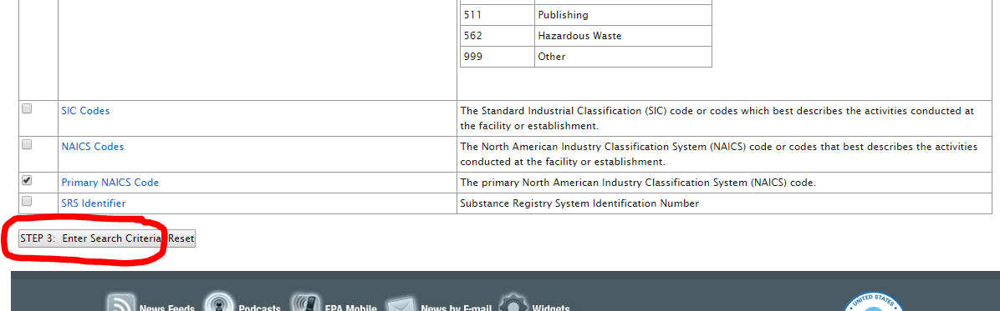 511 Publishing
562 Hazardous Waste
999 Other
SIC Codes The Standard Industrial Classification (SIC) code or codes which best describes the activities conducted at
the facility or establishment.
NAICS Codes The North American Industry Classification System (NAICS) code or codes that best describes the activities
conducted at the facility or establishment.
Primary NAICS Code The primary North American Industry Classification System (NAICS) code.
SRS Identifier Substance Registry System Identification Number
STEP 3: Enter Search Criteria Reset
News Feeds Podcasts EPA Mobile News by E-mail Widgets
UNITED STATES